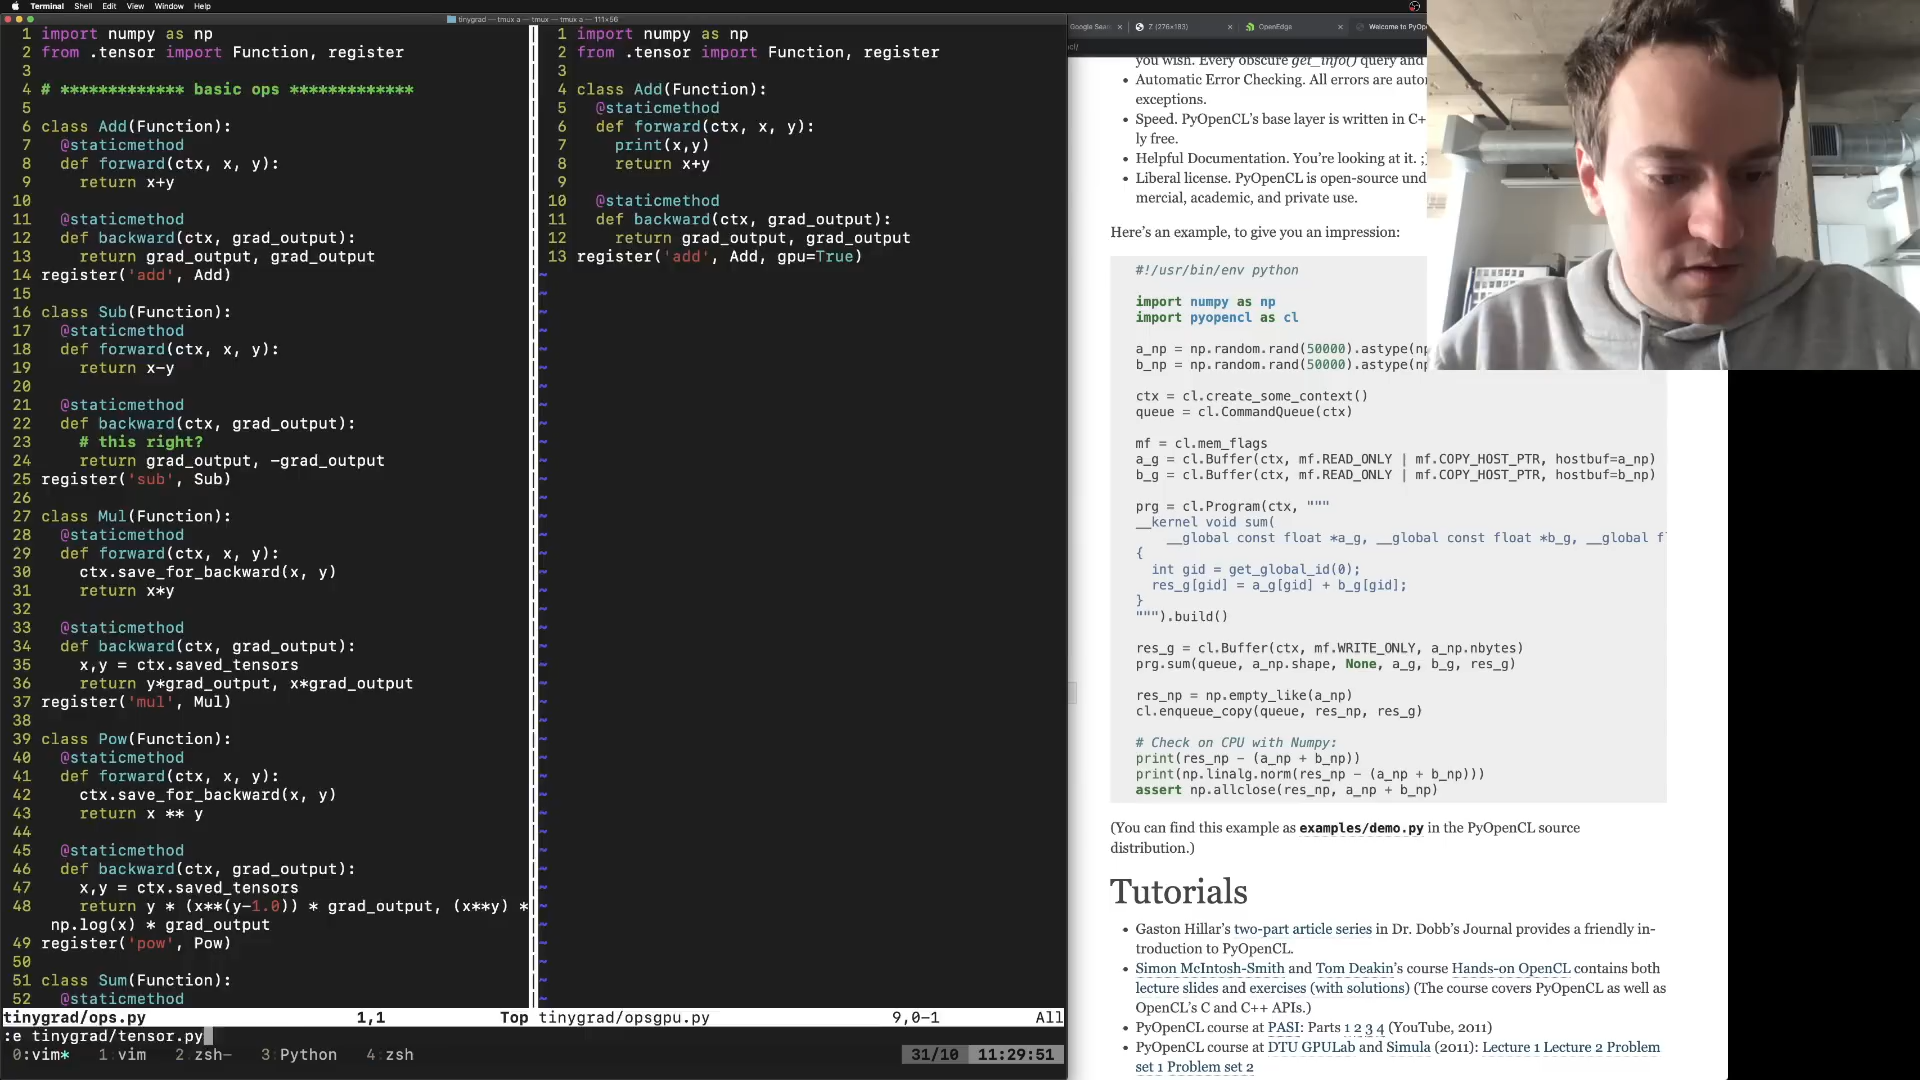 Terminal Shell Edit View Window Help
tinygrad — tmux a — tmux — tmux a — 111×56
1 import numpy as np
2 from .tensor import Function, register
3
4 # ************* basic ops *************
5
6 class Add(Function):
7 @staticmethod
8 def forward(ctx, x, y):
9 return x+y
10
11 @staticmethod
12 def backward(ctx, grad_output):
13 return grad_output, grad_output
14 register('add', Add)
15
16 class Sub(Function):
17 @staticmethod
18 def forward(ctx, x, y):
19 return x-y
20
21 @staticmethod
22 def backward(ctx, grad_output):
23 # this right?
24 return grad_output, -grad_output
25 register('sub', Sub)
26
27 class Mul(Function):
28 @staticmethod
29 def forward(ctx, x, y):
30 ctx.save_for_backward(x, y)
31 return x*y
32
33 @staticmethod
34 def backward(ctx, grad_output):
35 x,y = ctx.saved_tensors
36 return y*grad_output, x*grad_output
37 register('mul', Mul)
38
39 class Pow(Function):
40 @staticmethod
41 def forward(ctx, x, y):
42 ctx.save_for_backward(x, y)
43 return x ** y
44
45 @staticmethod
46 def backward(ctx, grad_output):
47 x,y = ctx.saved_tensors
48 return y * (x**(y-1.0)) * grad_output, (x**y) *
np.log(x) * grad_output
49 register('pow', Pow)
50
51 class Sum(Function):
52 @staticmethod
tinygrad/ops.py 1,1 Top
:e tinygrad/tensor.py
0:vim* 1:vim 2:zsh- 3:Python 4:zsh
1 import numpy as np
2 from .tensor import Function, register
3
4 class Add(Function):
5 @staticmethod
6 def forward(ctx, x, y):
7 print(x,y)
8 return x+y
9
10 @staticmethod
11 def backward(ctx, grad_output):
12 return grad_output, grad_output
13 register('add', Add, gpu=True)
tinygrad/opsgpu.py 9,0-1 All
31/10 11:29:51
Google Sear Z (276×183) OpenEdge Welcome to PyOp
cl/
you wish. Every obscure get_info() query and
• Automatic Error Checking. All errors are auto
exceptions.
• Speed. PyOpenCL's base layer is written in C+
ly free.
• Helpful Documentation. You're looking at it. ;)
• Liberal license. PyOpenCL is open-source und
mercial, academic, and private use.
Here's an example, to give you an impression:
#!/usr/bin/env python
import numpy as np
import pyopencl as cl
a_np = np.random.rand(50000).astype(np
b_np = np.random.rand(50000).astype(np
ctx = cl.create_some_context()
queue = cl.CommandQueue(ctx)
mf = cl.mem_flags
a_g = cl.Buffer(ctx, mf.READ_ONLY | mf.COPY_HOST_PTR, hostbuf=a_np)
b_g = cl.Buffer(ctx, mf.READ_ONLY | mf.COPY_HOST_PTR, hostbuf=b_np)
prg = cl.Program(ctx, """
__kernel void sum(
__global const float *a_g, __global const float *b_g, __global fl
{
int gid = get_global_id(0);
res_g[gid] = a_g[gid] + b_g[gid];
}
""").build()
res_g = cl.Buffer(ctx, mf.WRITE_ONLY, a_np.nbytes)
prg.sum(queue, a_np.shape, None, a_g, b_g, res_g)
res_np = np.empty_like(a_np)
cl.enqueue_copy(queue, res_np, res_g)
# Check on CPU with Numpy:
print(res_np - (a_np + b_np))
print(np.linalg.norm(res_np - (a_np + b_np)))
assert np.allclose(res_np, a_np + b_np)
(You can find this example as examples/demo.py in the PyOpenCL source
distribution.)
Tutorials
• Gaston Hillar's two-part article series in Dr. Dobb's Journal provides a friendly in-
troduction to PyOpenCL.
• Simon McIntosh-Smith and Tom Deakin's course Hands-on OpenCL contains both
lecture slides and exercises (with solutions) (The course covers PyOpenCL as well as
OpenCL's C and C++ APIs.)
• PyOpenCL course at PASI: Parts 1 2 3 4 (YouTube, 2011)
• PyOpenCL course at DTU GPULab and Simula (2011): Lecture 1 Lecture 2 Problem
set 1 Problem set 2